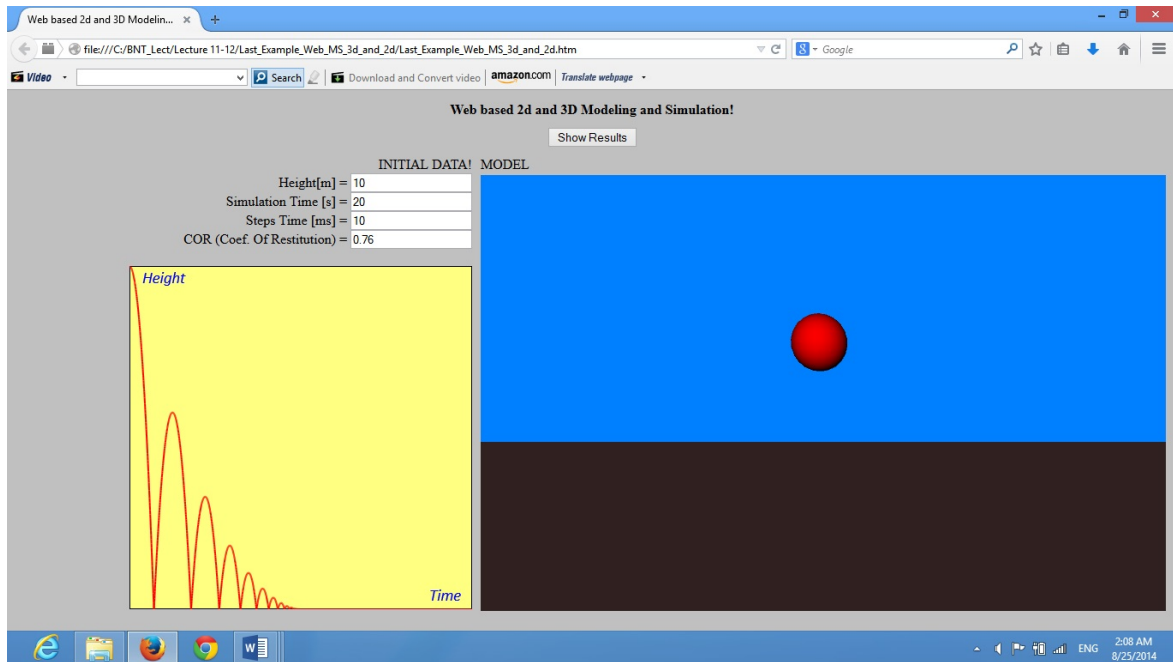 Web based 2d and 3D Modelin...
file:///C:/BNT_Lect/Lecture 11-12/Last_Example_Web_MS_3d_and_2d/Last_Example_Web_MS_3d_and_2d.htm
8 Google
Video Search Download and Convert video amazon.com Translate webpage
Web based 2d and 3D Modeling and Simulation!
Show Results
INITIAL DATA! MODEL
Height[m] = 10
Simulation Time [s] = 20
Steps Time [ms] = 10
COR (Coef. Of Restitution) = 0.76
Height
Time
ENG 2:08 AM
8/25/2014